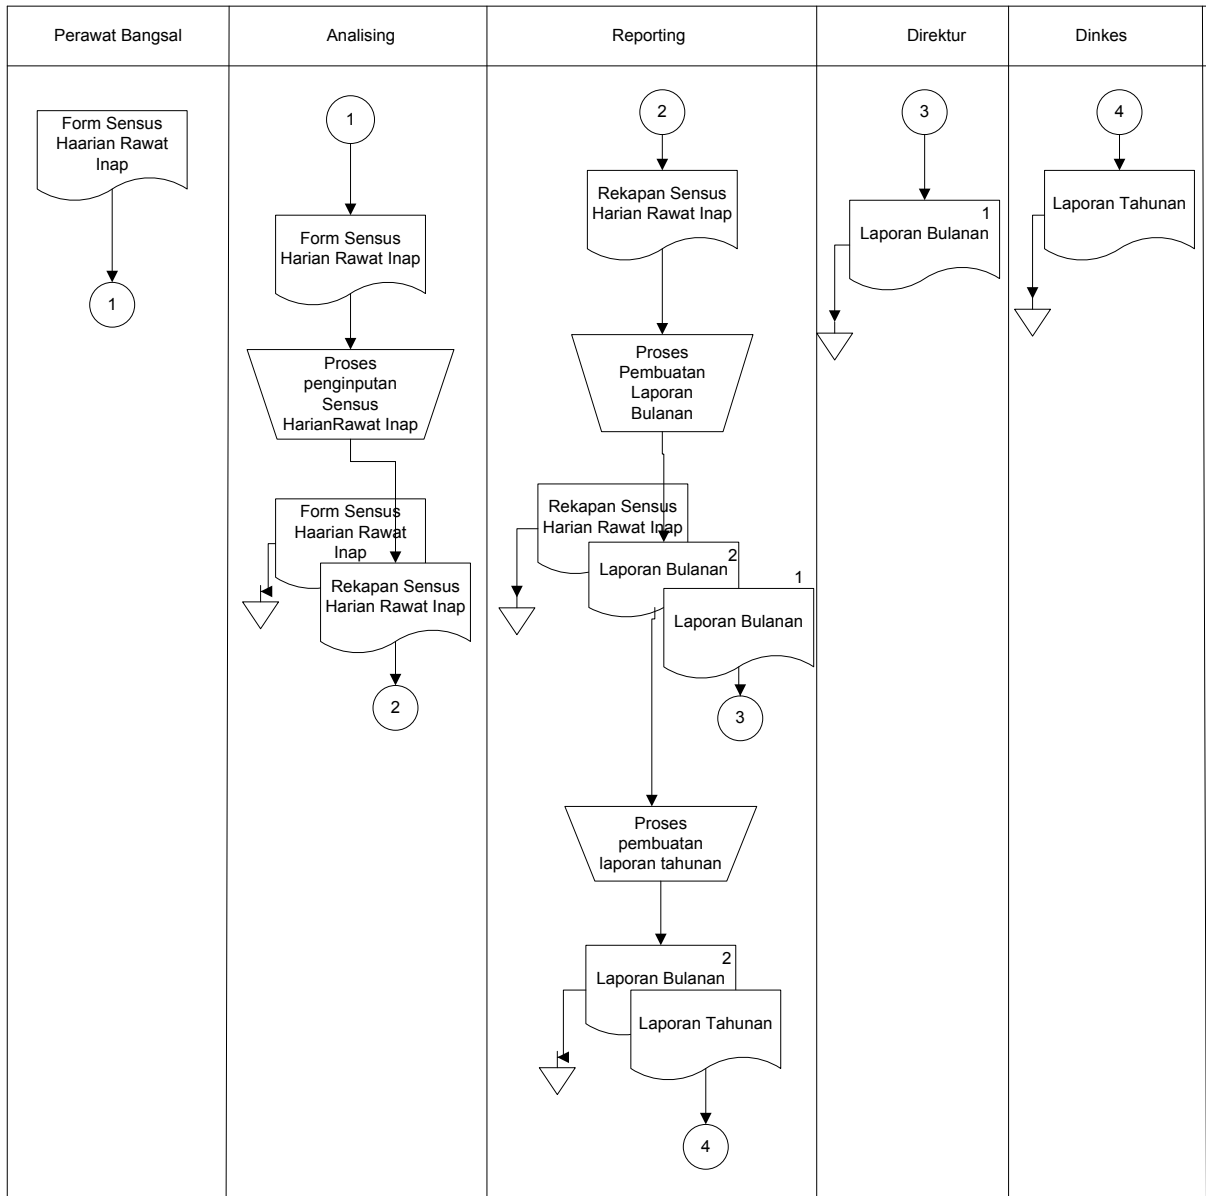 Perawat Bangsal
Analising
Reporting
Direktur
Dinkes
Form Sensus
Haarian Rawat
Inap
1
1
Form Sensus
Harian Rawat Inap
Proses
penginputan
Sensus
HarianRawat Inap
Form Sensus
Haarian Rawat
Inap
Rekapan Sensus
Harian Rawat Inap
2
2
Rekapan Sensus
Harian Rawat Inap
Proses
Pembuatan
Laporan
Bulanan
Rekapan Sensus
Harian Rawat Inap
2
Laporan Bulanan
1
Laporan Bulanan
3
Proses
pembuatan
laporan tahunan
2
Laporan Bulanan
Laporan Tahunan
4
3
1
Laporan Bulanan
4
Laporan Tahunan